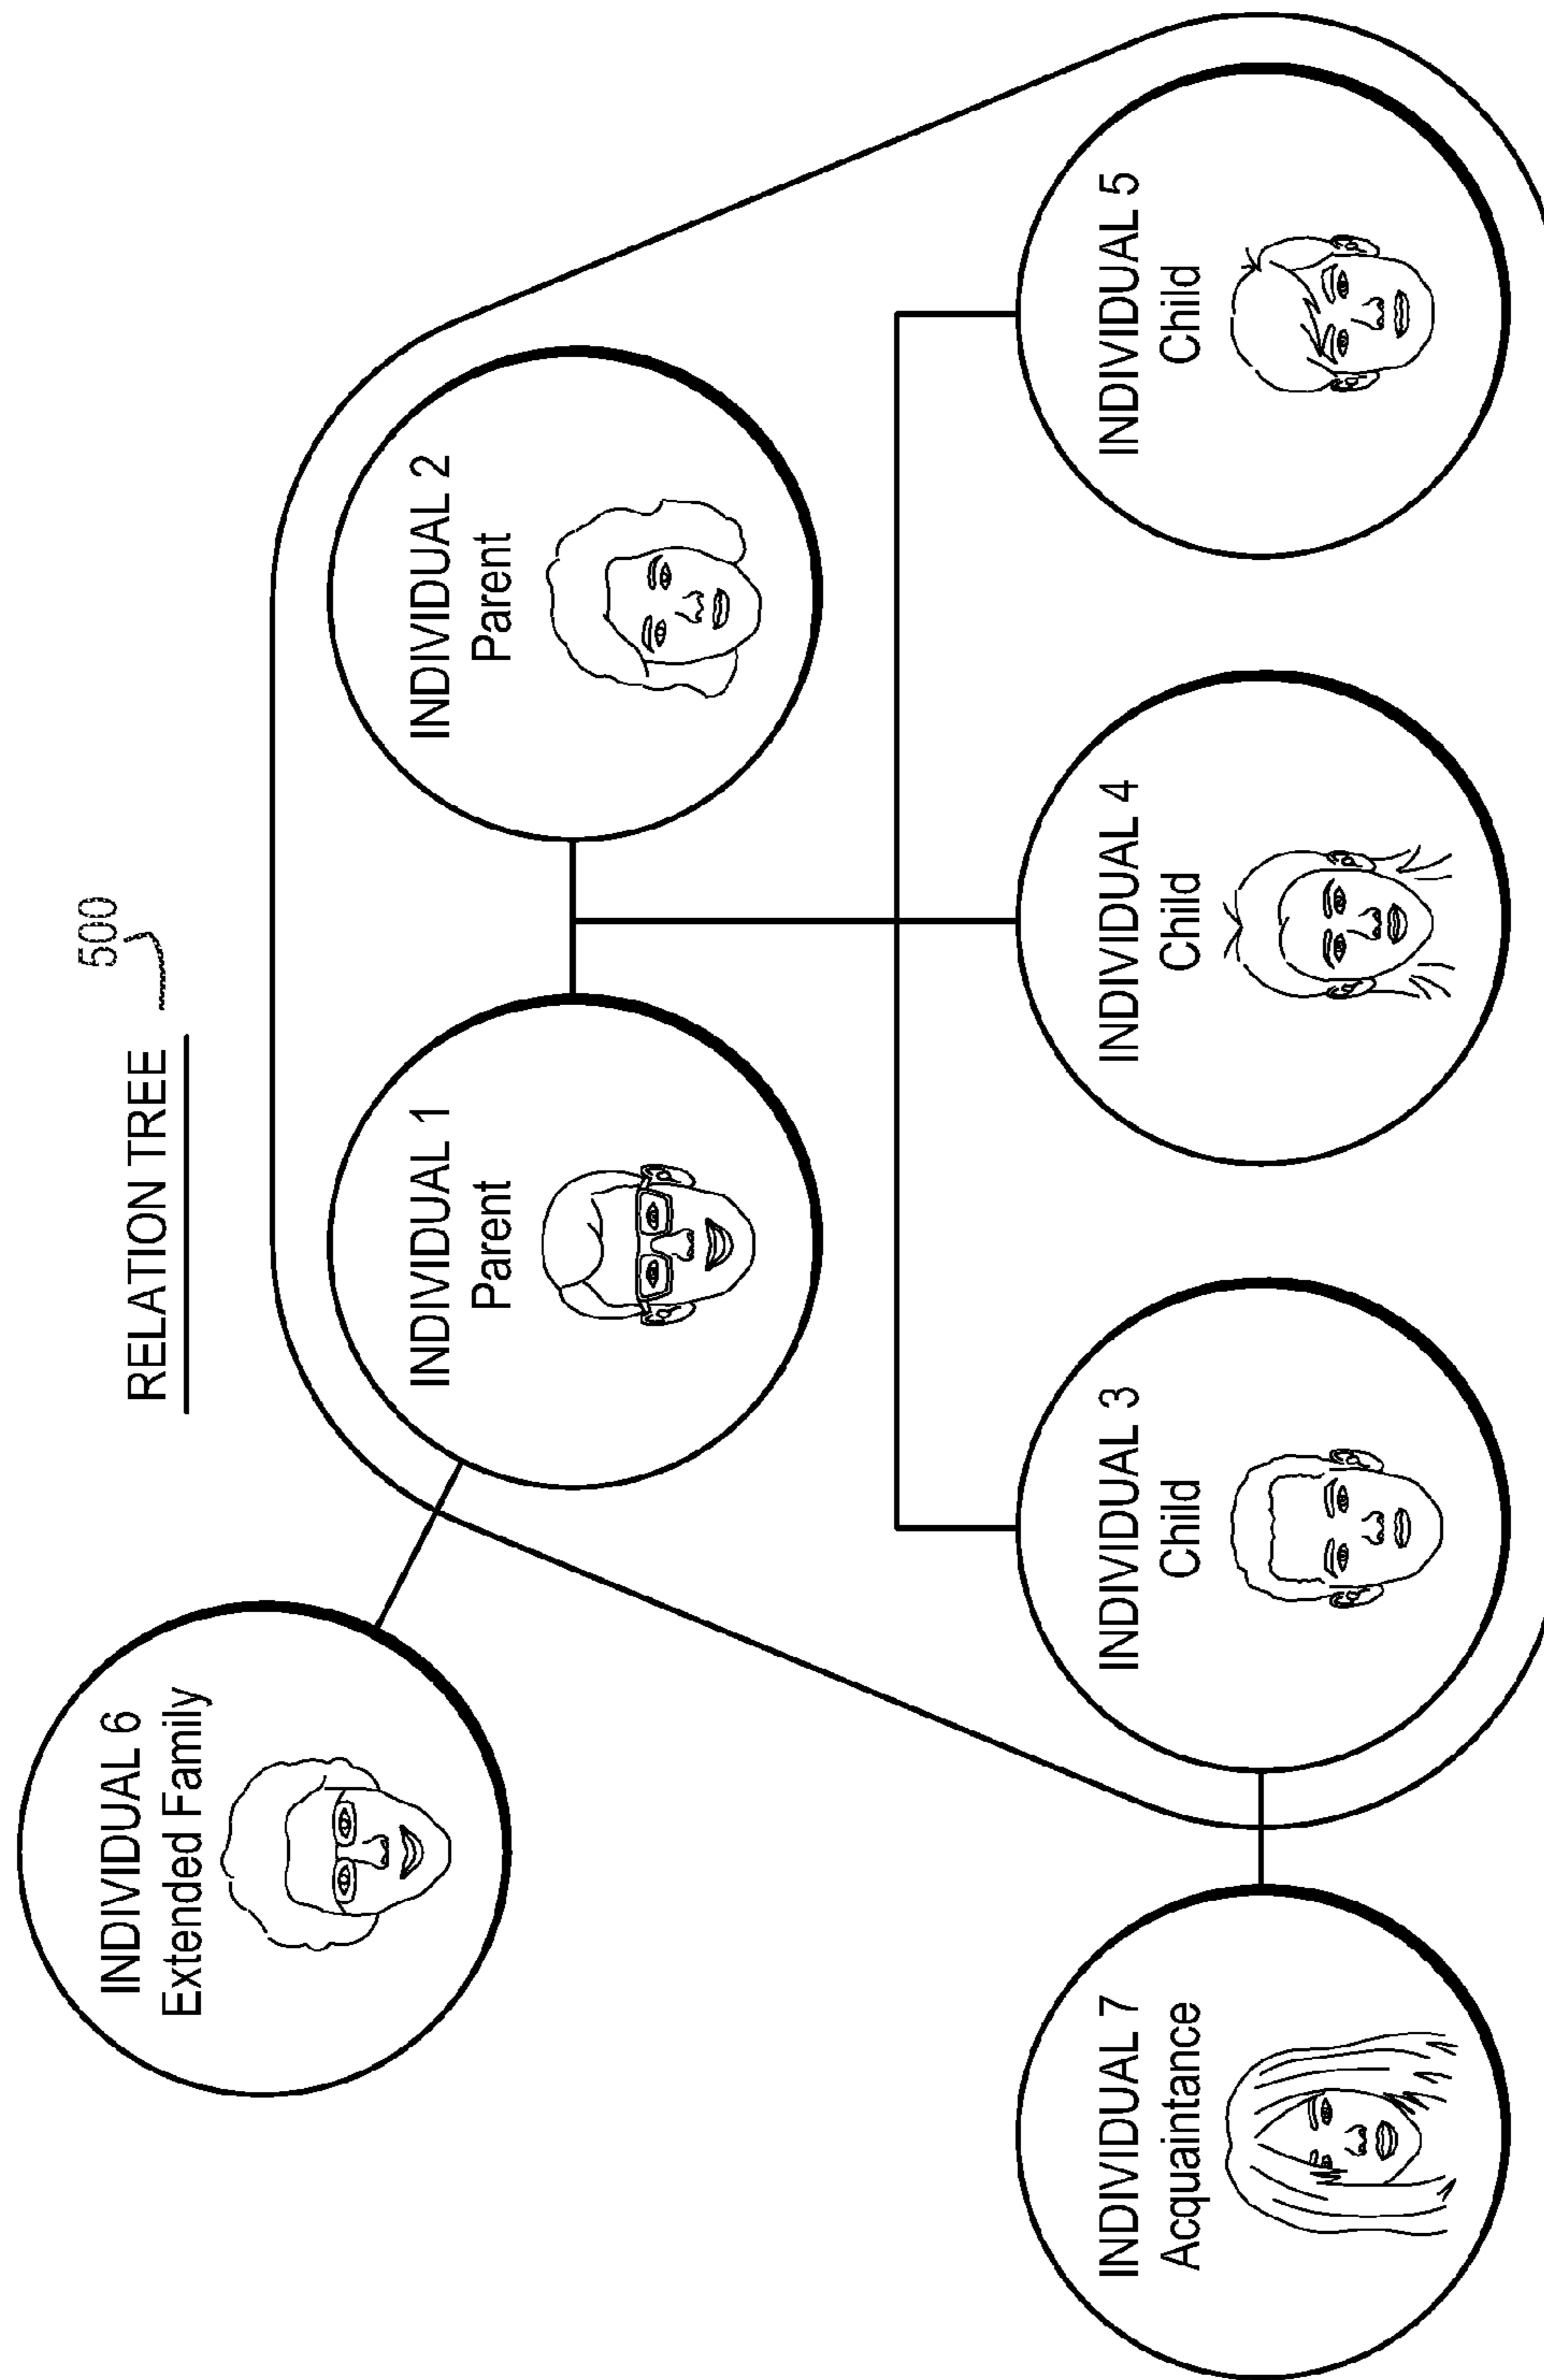 RELATION TREE
500
INDIVIDUAL 6
Extended Family
INDIVIDUAL 1
Parent
INDIVIDUAL 2
Parent
INDIVIDUAL 7
Acquaintance
INDIVIDUAL 3
Child
INDIVIDUAL 4
Child
INDIVIDUAL 5
Child